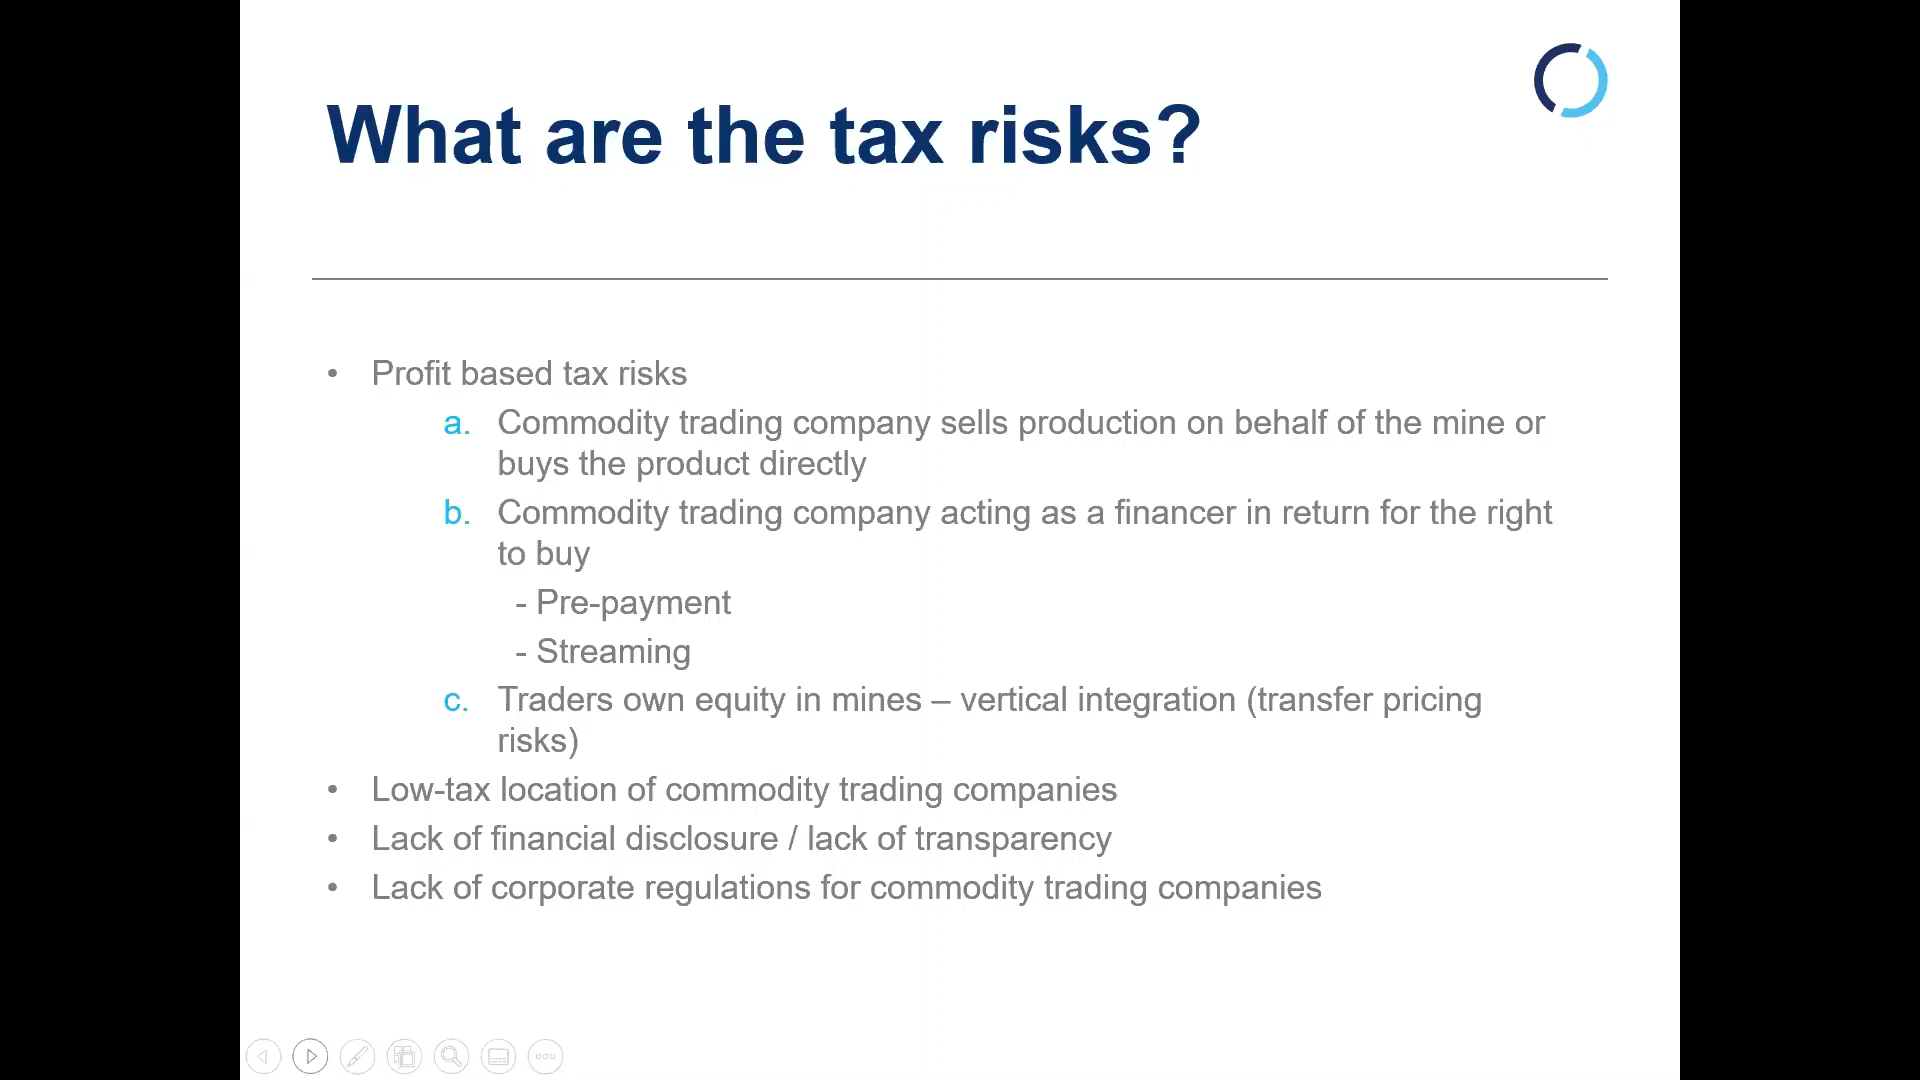 What are the tax risks?
• Profit based tax risks
a. Commodity trading company sells production on behalf of the mine or
buys the product directly
b. Commodity trading company acting as a financer in return for the right
to buy
- Pre-payment
- Streaming
c. Traders own equity in mines – vertical integration (transfer pricing
risks)
• Low-tax location of commodity trading companies
• Lack of financial disclosure / lack of transparency
• Lack of corporate regulations for commodity trading companies